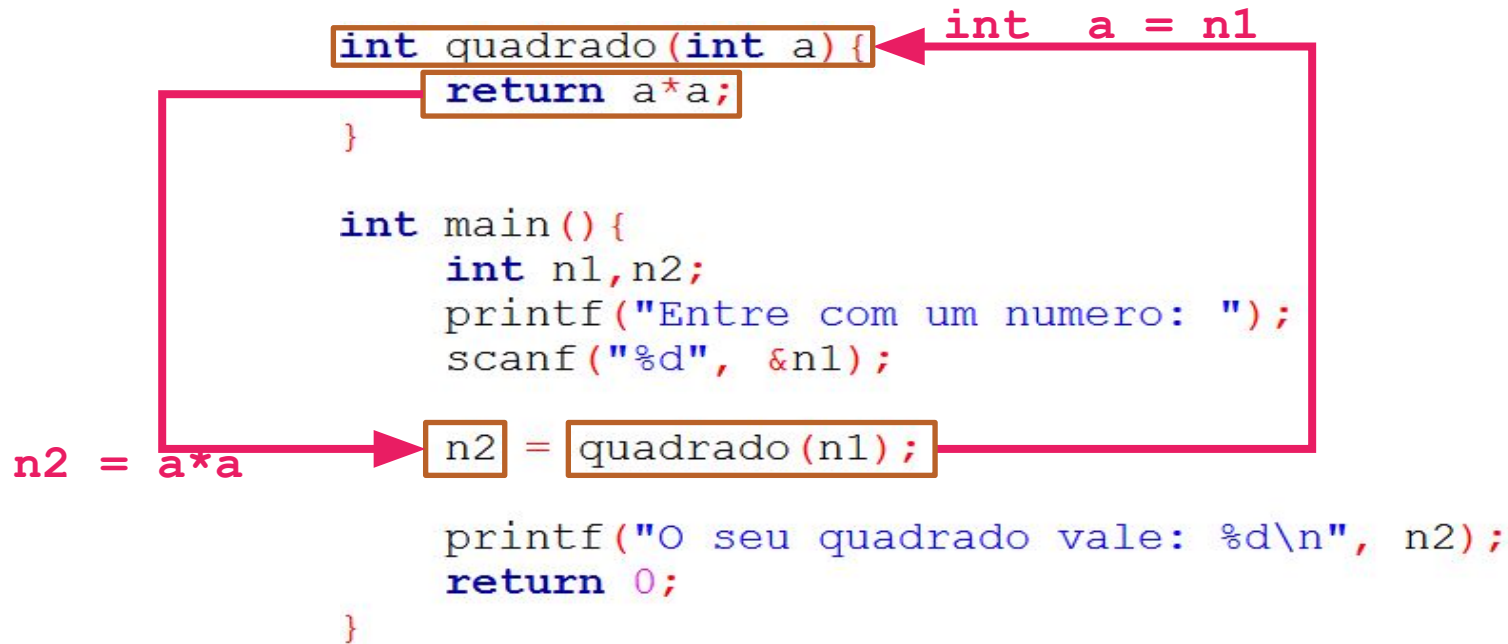 int a = n1
int quadrado(int a){
return a*a;
}
int main(){
int n1,n2;
printf("Entre com um numero: ");
scanf("%d", &n1);
n2 = quadrado(n1);
n2 = a*a
printf("O seu quadrado vale: %d\n", n2);
return 0;
}